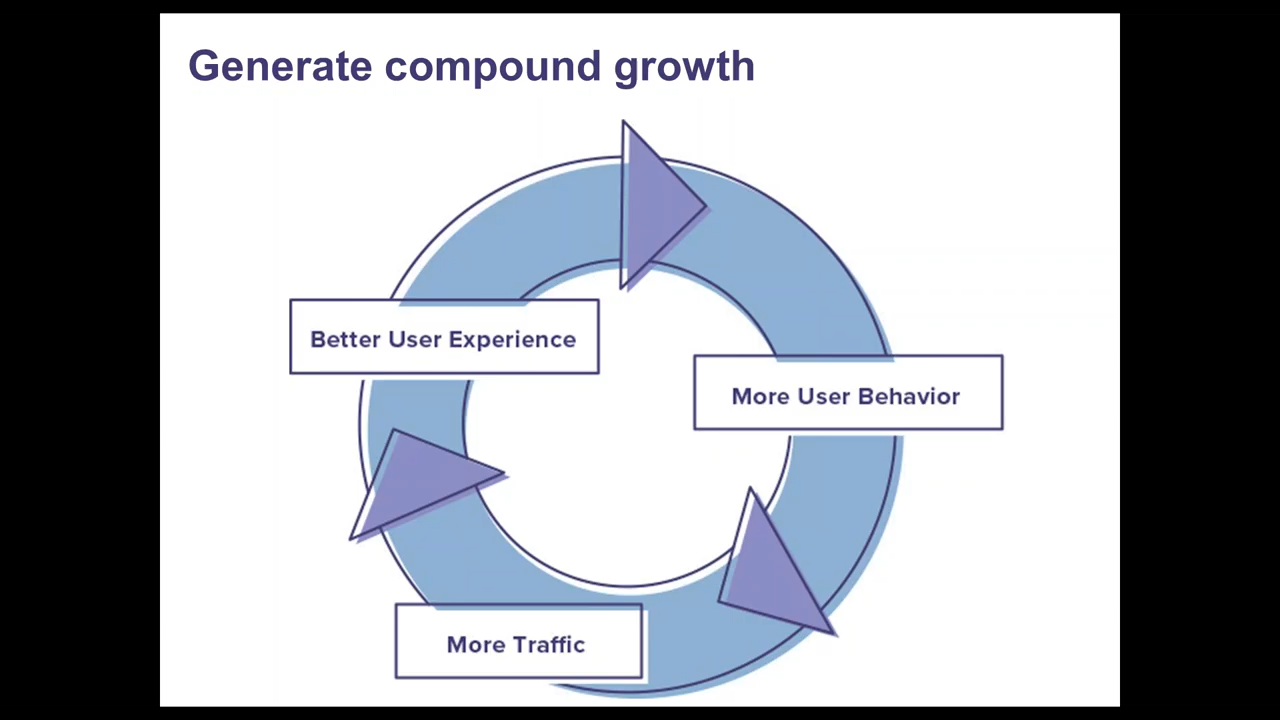 Generate compound growth
Better User Experience
More User Behavior
More Traffic